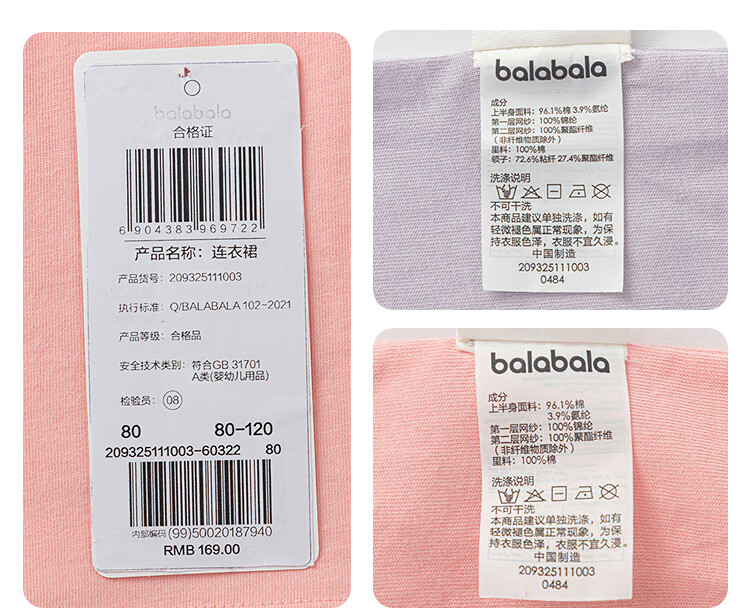 balabala
合格证
6 904383 969722
产品名称：连衣裙
产品货号：209325111003
执行标准：Q/BALABALA 102-2021
产品等级：合格品
安全技术类别：符合GB 31701
A类(婴幼儿用品)
检验员：08
80 80-120
209325111003-60322 80
内部编码 (99)50020187940
RMB 169.00
balabala
成分
上半身面料：96.1%棉 3.9%氨纶
第一层网纱：100%锦纶
第二层网纱：100%聚酯纤维
（非纤维物质除外）
里料：100%棉
领子：72.6%粘纤 27.4%聚酯纤维
洗涤说明
不可干洗
本商品建议单独洗涤，如有
轻微褪色属正常现象，为保
持衣服色泽，衣服不宜久浸。
中国制造
209325111003
0484
balabala
成分
上半身面料：96.1%棉
3.9%氨纶
第一层网纱：100%锦纶
第二层网纱：100%聚酯纤维
（非纤维物质除外）
里料：100%棉
洗涤说明
不可干洗
本商品建议单独洗涤，如有
轻微褪色属正常现象，为保
持衣服色泽，衣服不宜久浸。
中国制造
209325111003
0484